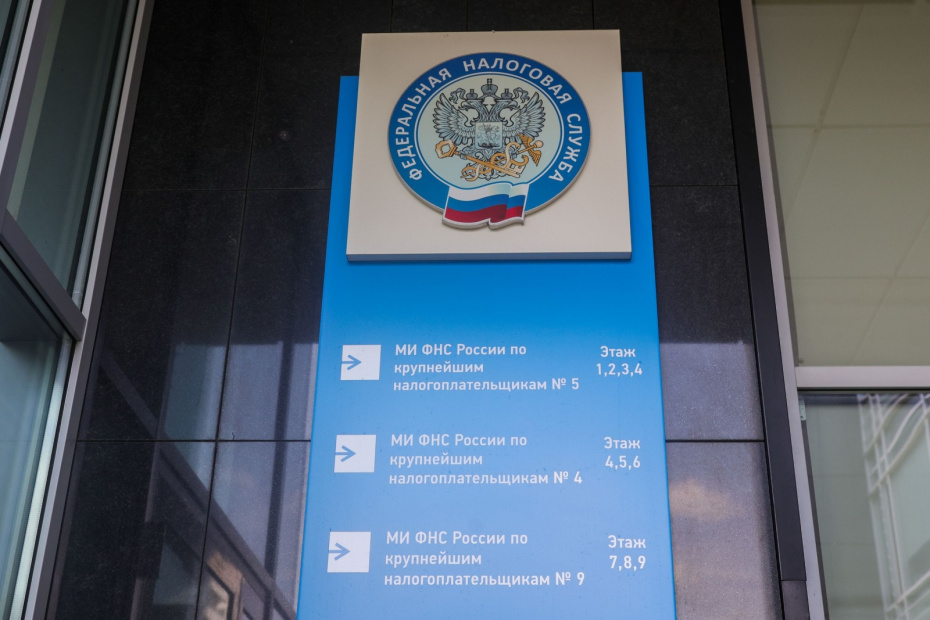 ФЕДЕРАЛЬНАЯ НАЛОГОВАЯ СЛУЖБА
МИ ФНС России по
крупнейшим
налогоплательщикам № 5
Этаж
1,2,3,4
МИ ФНС России по
крупнейшим
налогоплательщикам № 4
Этаж
4,5,6
МИ ФНС России по
крупнейшим
налогоплательщикам № 9
Этаж
7,8,9